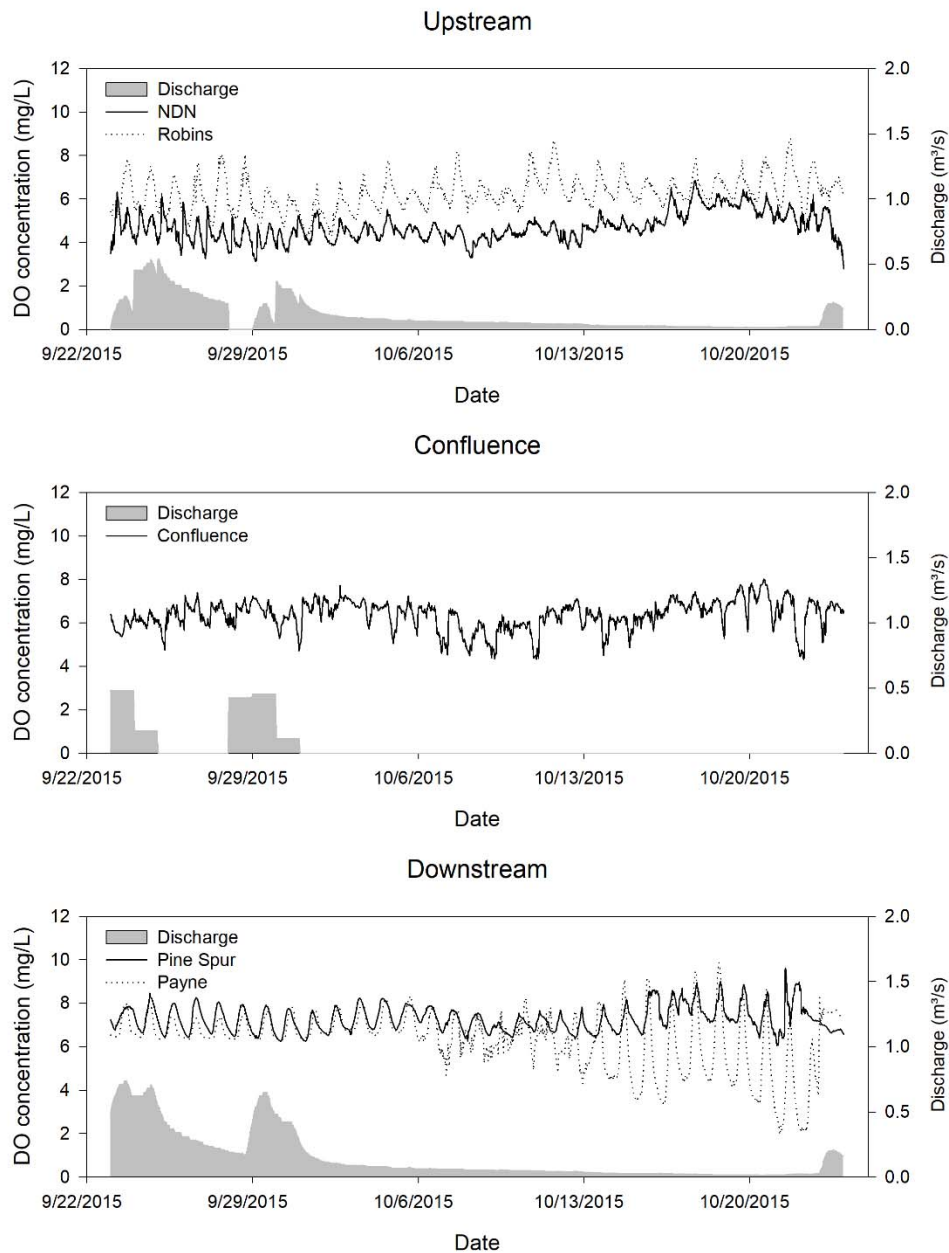 Upstream
DO concentration (mg/L)
12
10
8
6
4
2
0
Discharge
NDN
Robins
2.0
1.5
1.0
0.5
0.0
Discharge (m³/s)
9/22/2015
9/29/2015
10/6/2015
10/13/2015
10/20/2015
Date
Confluence
DO concentration (mg/L)
12
10
8
6
4
2
0
Discharge
Confluence
2.0
1.5
1.0
0.5
0.0
Discharge (m³/s)
9/22/2015
9/29/2015
10/6/2015
10/13/2015
10/20/2015
Date
Downstream
DO concentration (mg/L)
12
10
8
6
4
2
0
Discharge
Pine Spur
Payne
2.0
1.5
1.0
0.5
0.0
Discharge (m³/s)
9/22/2015
9/29/2015
10/6/2015
10/13/2015
10/20/2015
Date